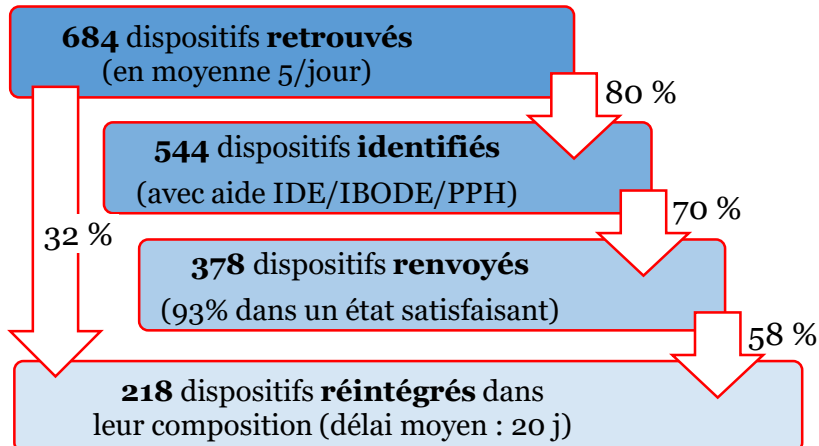 684 dispositifs retrouvés
(en moyenne 5/jour)
80 %
544 dispositifs identifiés
(avec aide IDE/IBODE/PPH)
70 %
32 %
378 dispositifs renvoyés
(93% dans un état satisfaisant)
58 %
218 dispositifs réintégrés dans
leur composition (délai moyen : 20 j)